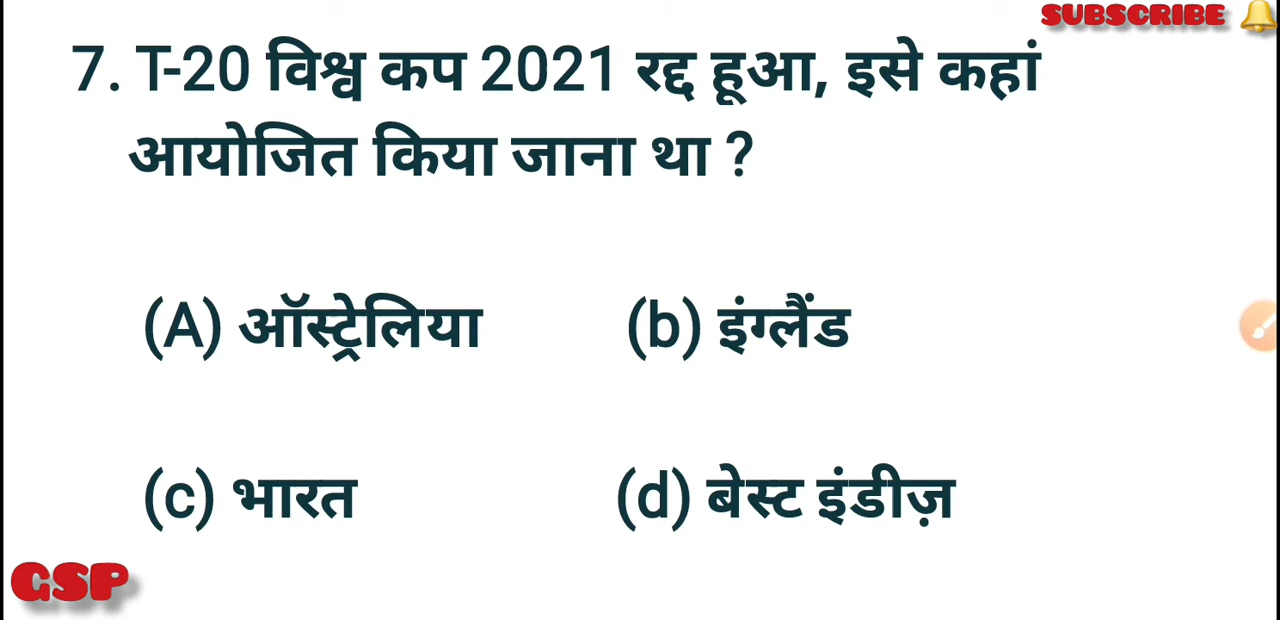 SUBSCRIBE
7. T-20 विश्व कप 2021 रद्द हूआ, इसे कहां
आयोजित किया जाना था ?
(A) ऑस्ट्रेलिया (b) इंग्लैंड
(c) भारत (d) बेस्ट इंडीज़
GSP